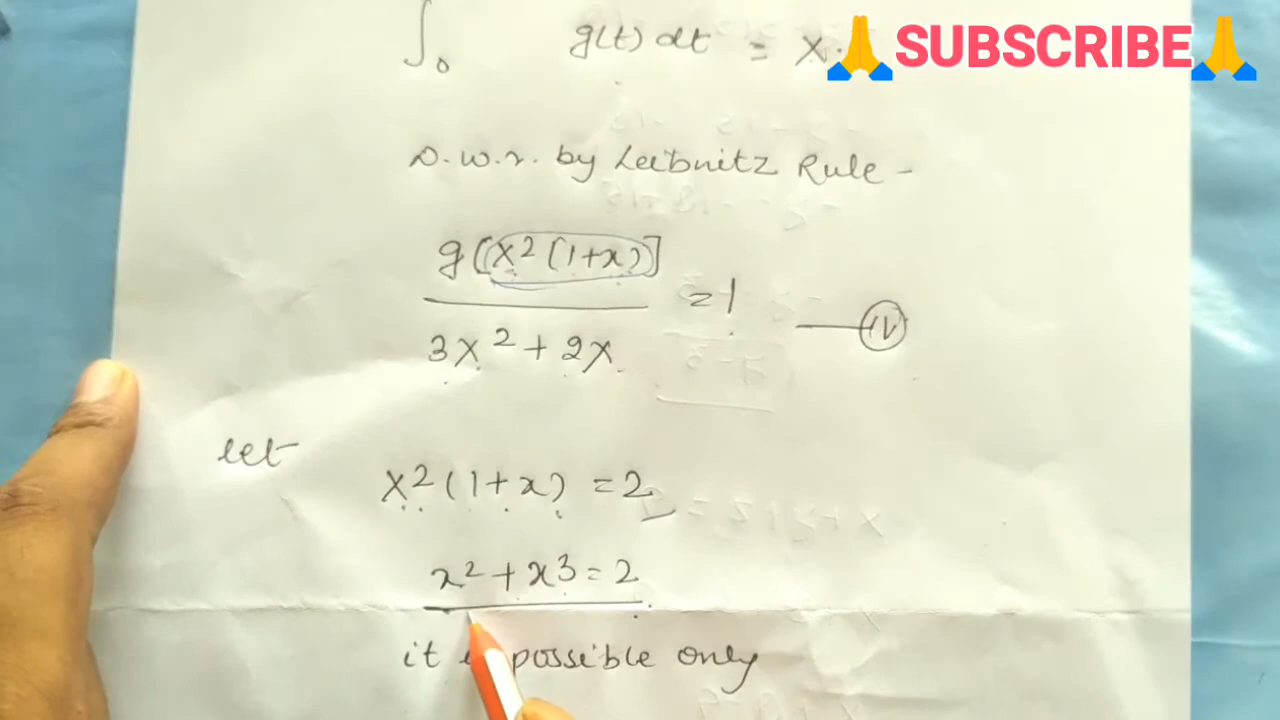 ∫₀ g(t) dt = x.
🙏SUBSCRIBE🙏
D.w.r. by Leibnitz Rule -
g[x²(1+x)]
= 1 —(IV)
3x² + 2x
let
x²(1+x) = 2
x² + x³ = 2
it possible only